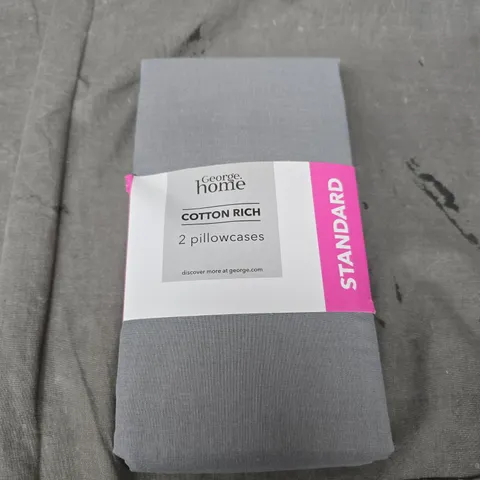 George.
home
COTTON RICH
2 pillowcases
discover more at george.com
STANDARD